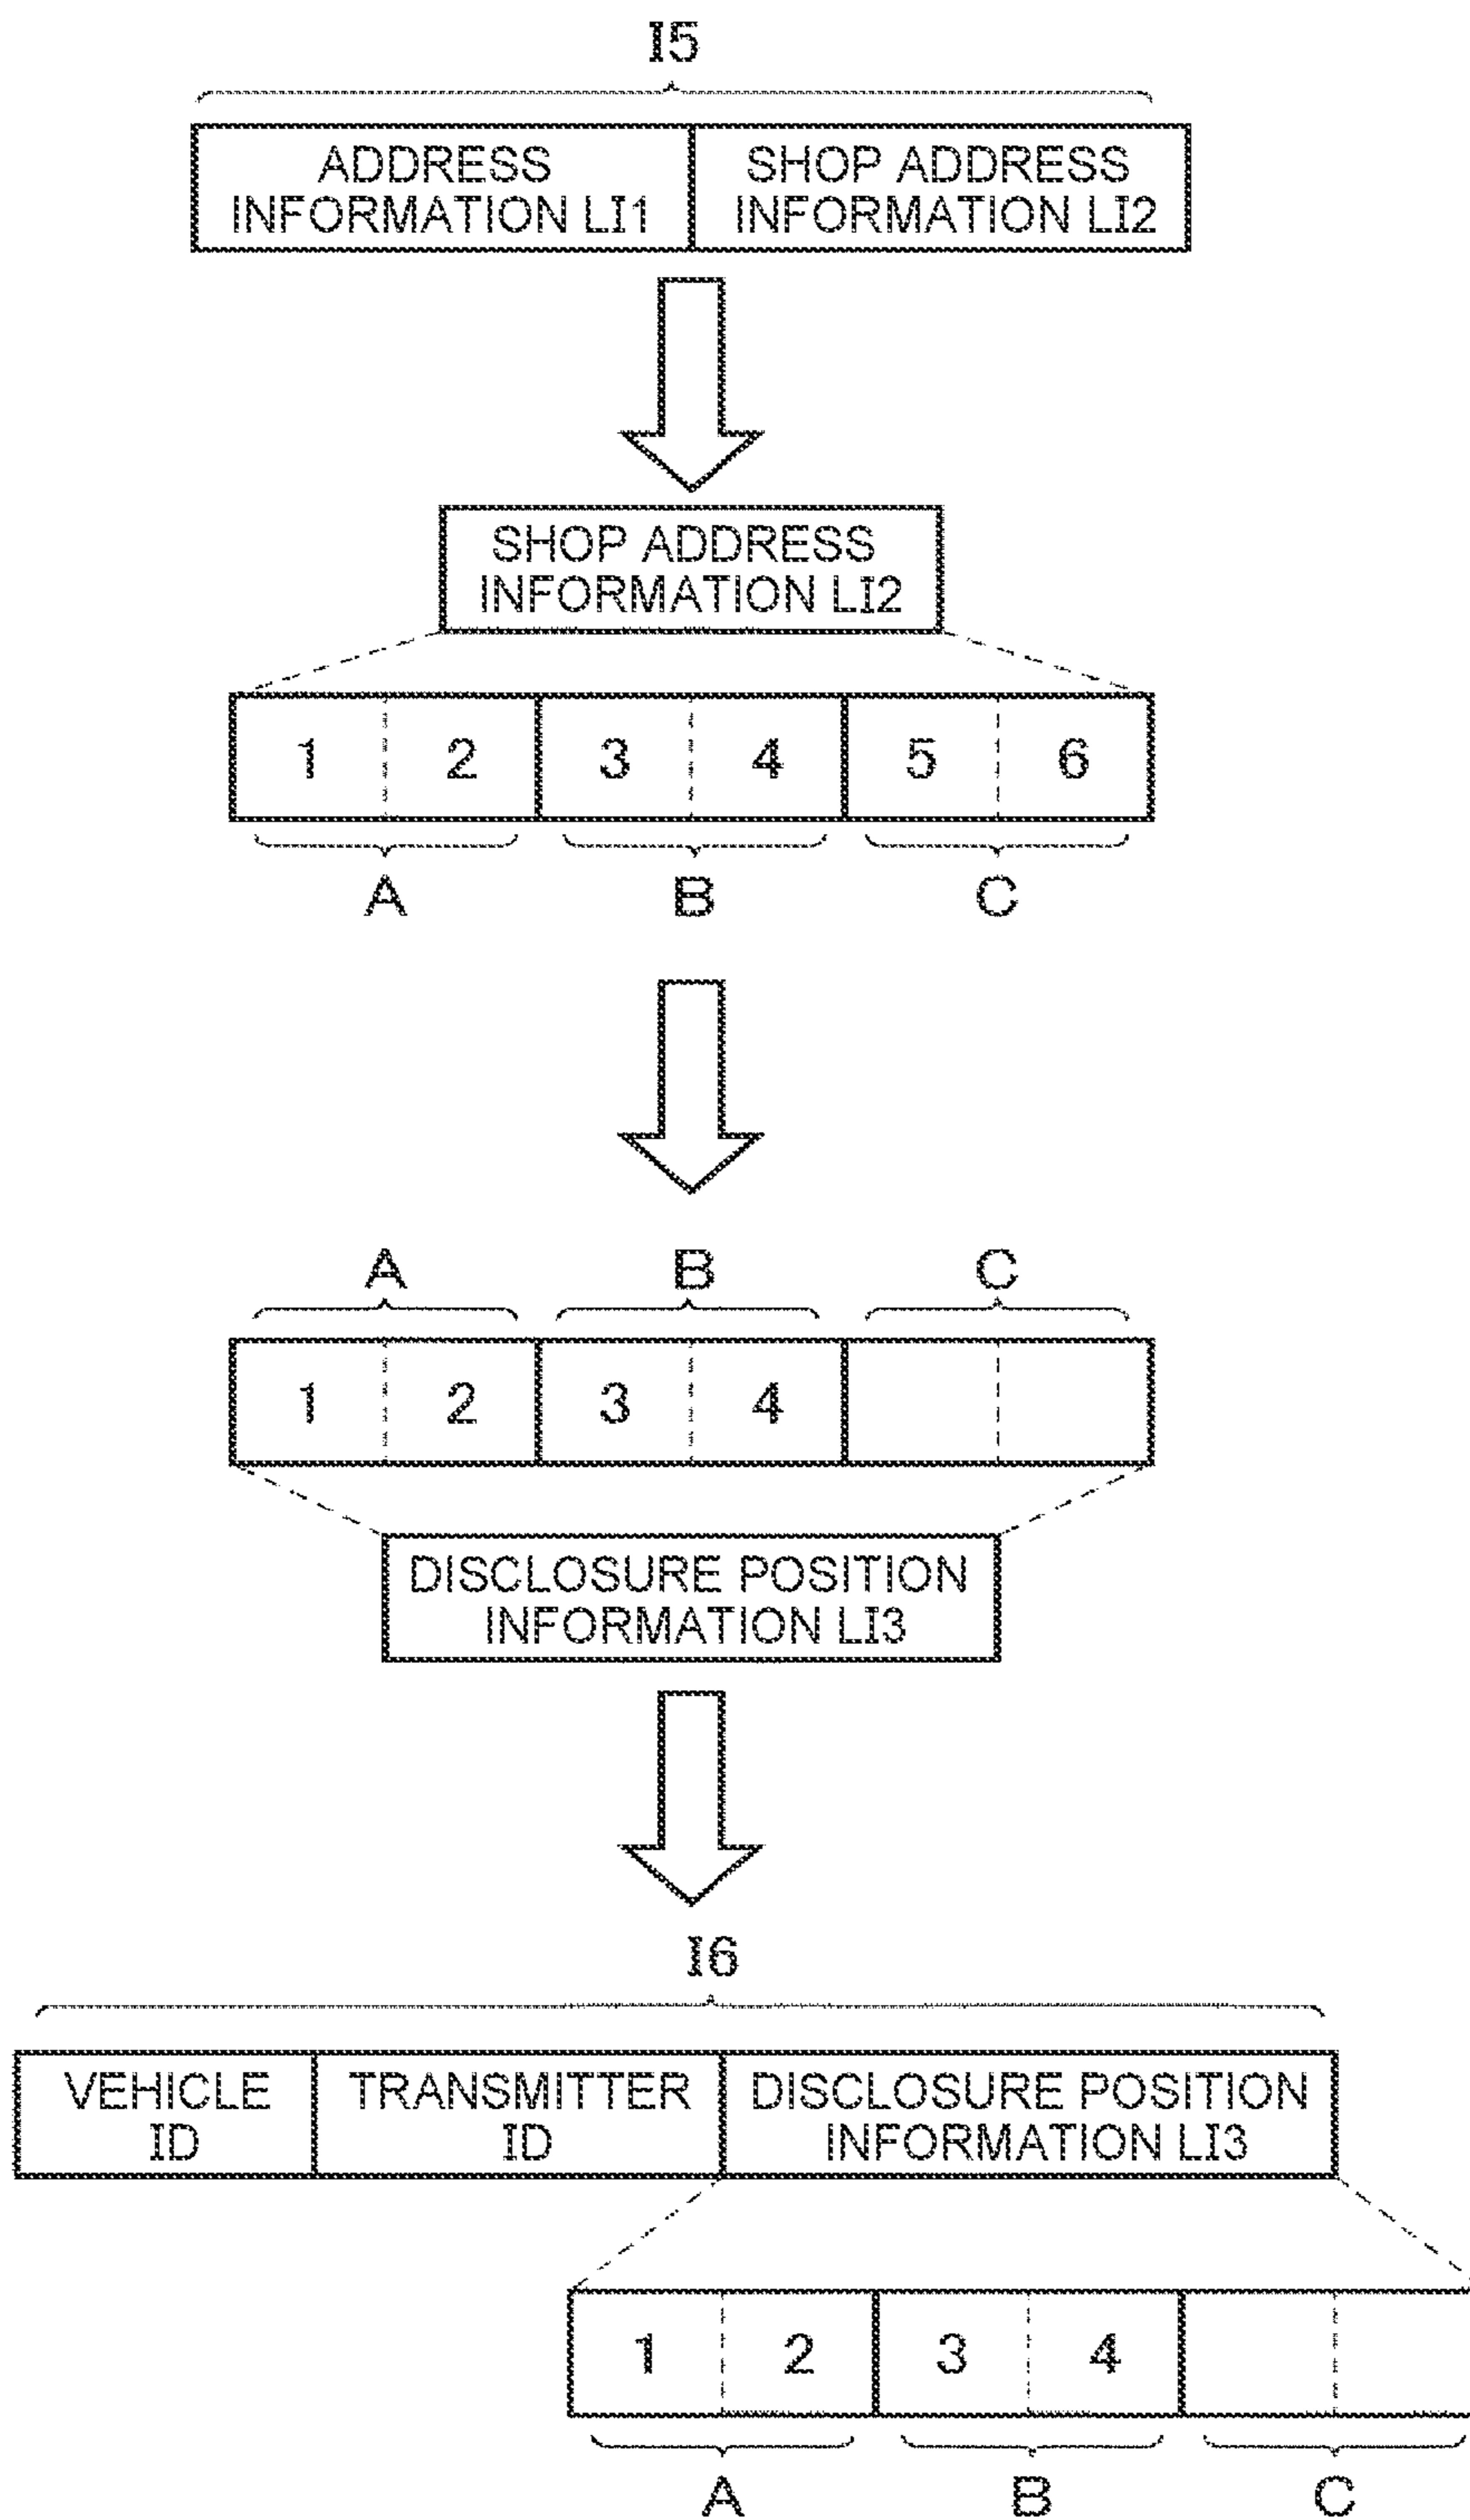 I5
ADDRESS
INFORMATION LI1
SHOP ADDRESS
INFORMATION LI2
SHOP ADDRESS
INFORMATION LI2
1 2 3 4 5 6
A B C
A B C
1 2 3 4
DISCLOSURE POSITION
INFORMATION LI3
I6
VEHICLE
ID
TRANSMITTER
ID
DISCLOSURE POSITION
INFORMATION LI3
1 2 3 4
A B C